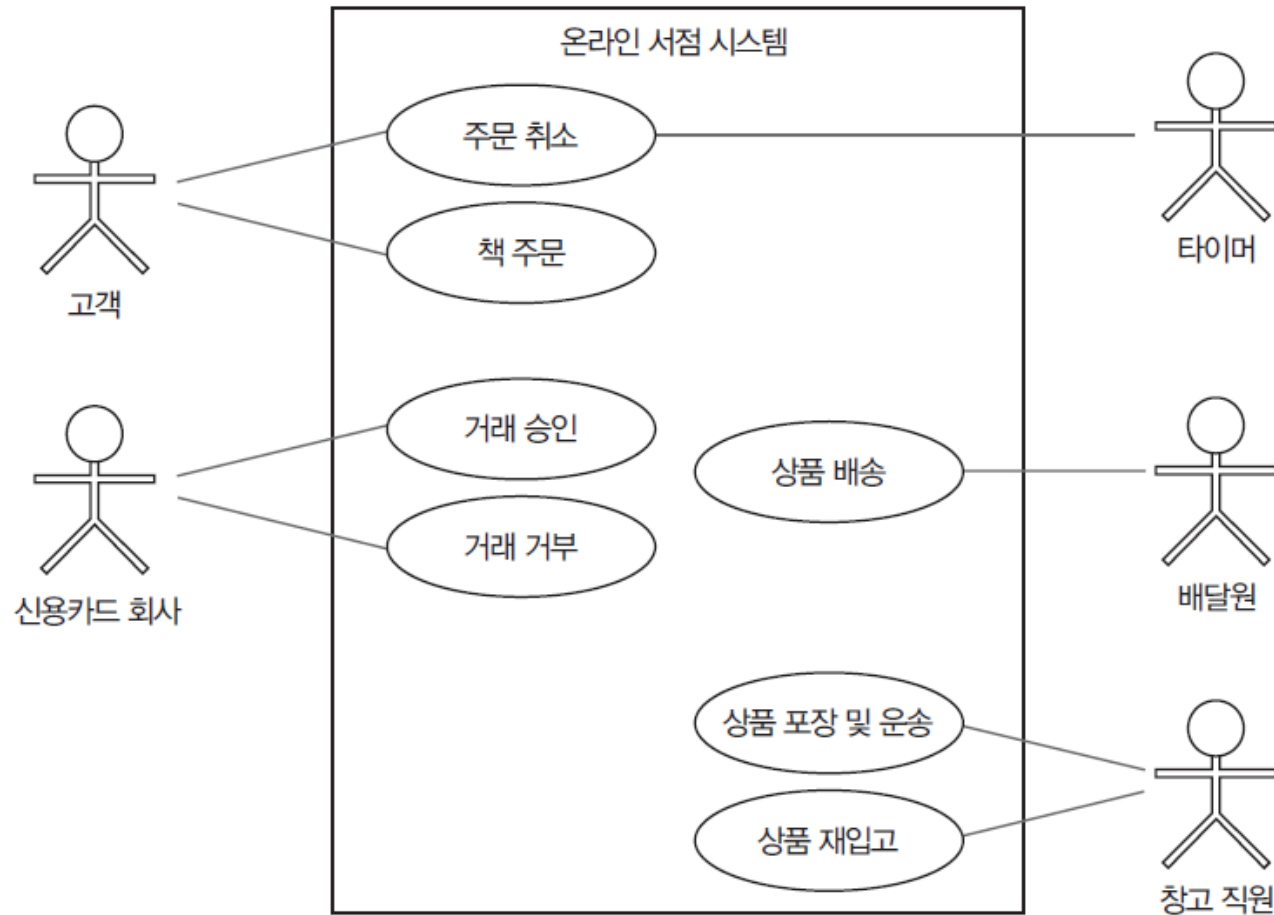 온라인 서점 시스템
주문 취소
책 주문
고객
타이머
거래 승인
거래 거부
신용카드 회사
상품 배송
배달원
상품 포장 및 운송
상품 재입고
창고 직원